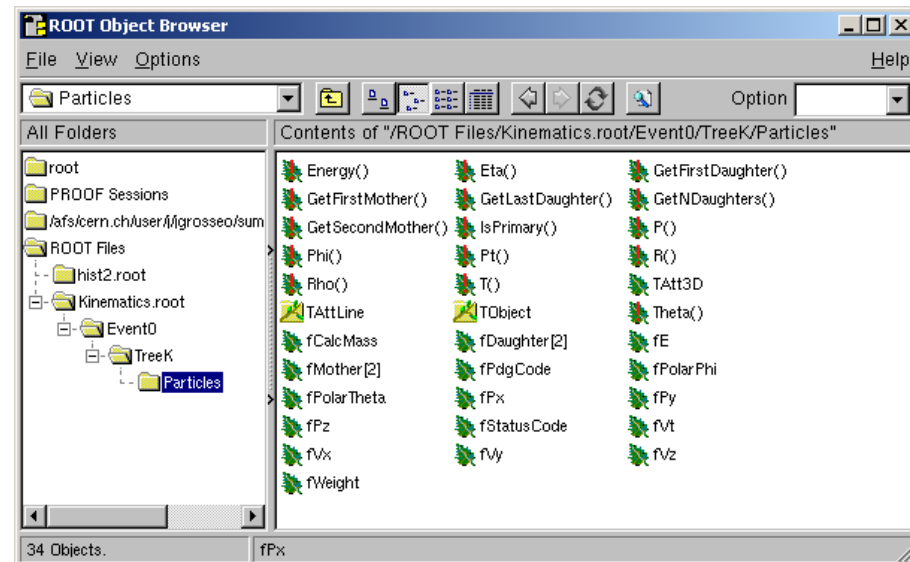 ROOT Object Browser
File View Options Help
Particles Option
All Folders Contents of "/ROOT Files/Kinematics.root/Event0/TreeK/Particles"
root
PROOF Sessions
/afs/cern.ch/user/j/jgrosseo/sum
ROOT Files
hist2.root
Kinematics.root
Event0
TreeK
Particles
Energy() Eta() GetFirstDaughter()
GetFirstMother() GetLastDaughter() GetNDaughters()
GetSecondMother() IsPrimary() P()
Phi() Pt() R()
Rho() T() TAtt3D
TAttLine TObject Theta()
fCalcMass fDaughter[2] fE
fMother[2] fPdgCode fPolarPhi
fPolarTheta fPx fPy
fPz fStatusCode fVt
fVx fVy fVz
fWeight
34 Objects. fPx